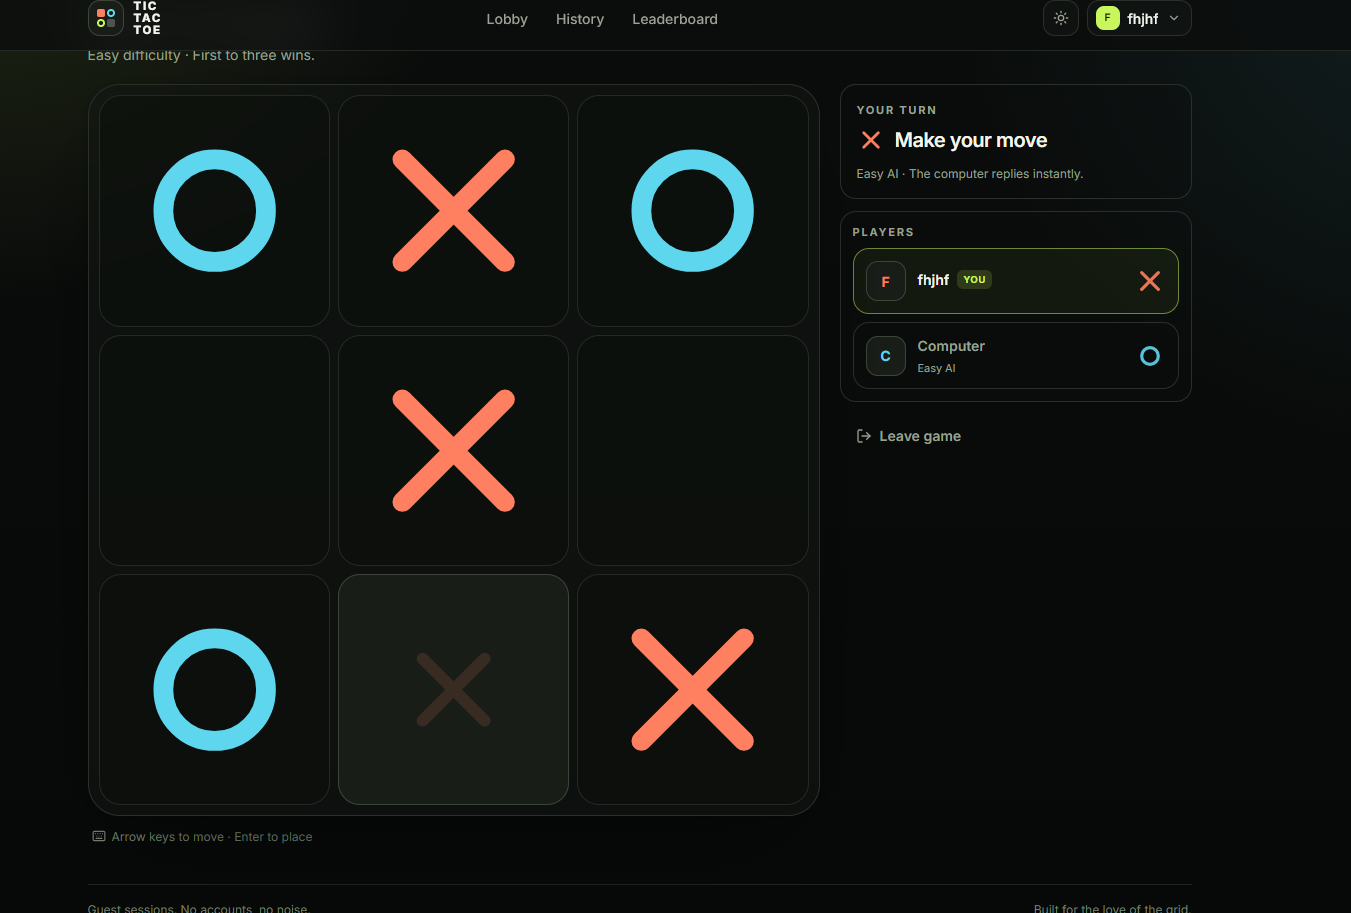 TIC
TAC
TOE
Lobby
History
Leaderboard
F
fhjhf
Easy difficulty · First to three wins.
YOUR TURN
Make your move
Easy AI · The computer replies instantly.
PLAYERS
F
fhjhf
YOU
C
Computer
Easy AI
Leave game
Arrow keys to move · Enter to place
Guest sessions. No accounts, no noise.
Built for the love of the grid.